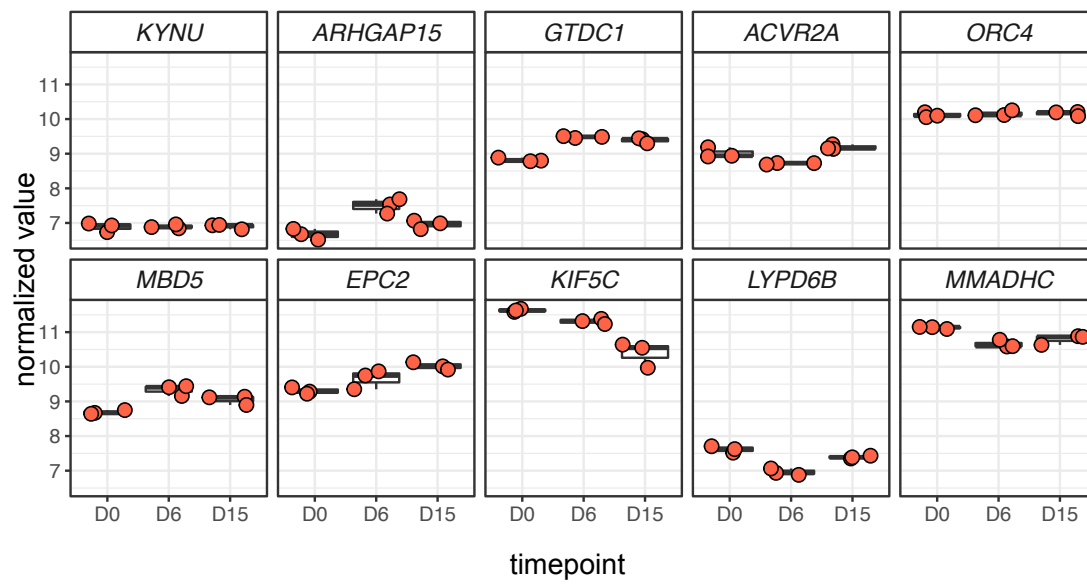 KYNU ARHGAP15 GTDC1 ACVR2A ORC4
11
10
9
8
7
MBD5 EPC2 KIF5C LYPD6B MMADHC
11
10
9
8
7
normalized value
D0 D6 D15 D0 D6 D15 D0 D6 D15 D0 D6 D15 D0 D6 D15
timepoint